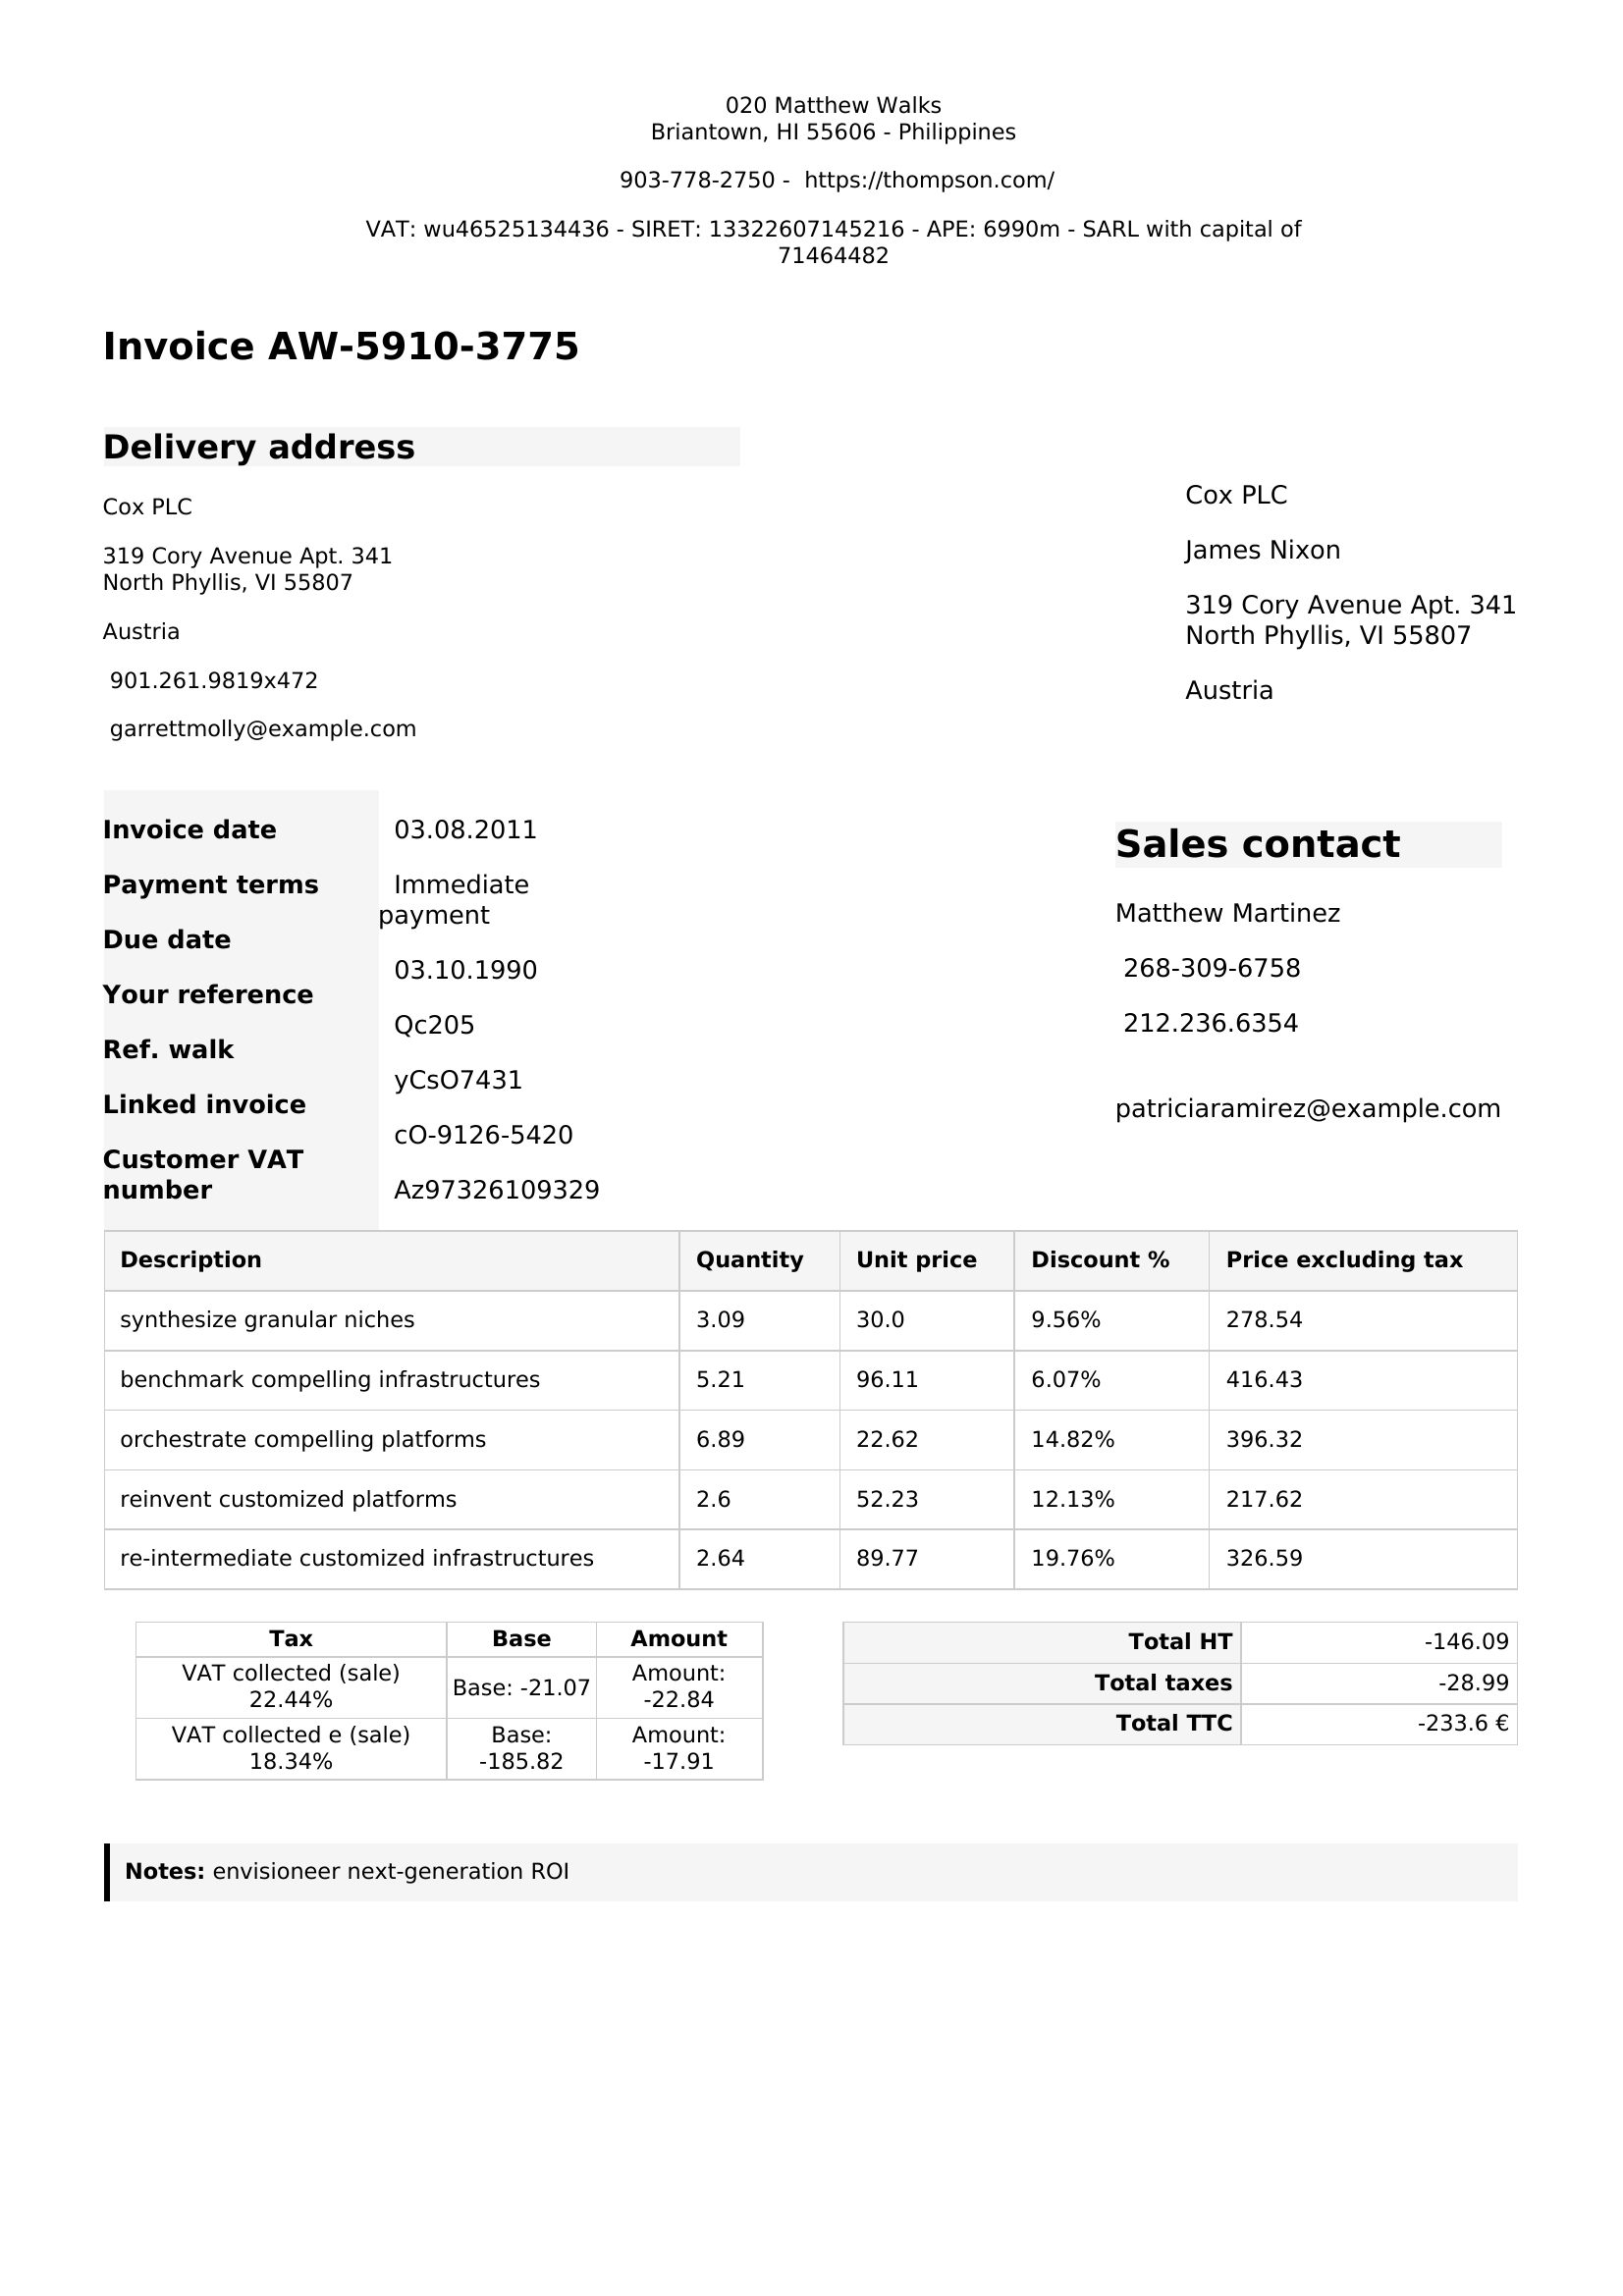 020 Matthew Walks
Briantown, HI 55606 - Philippines
903-778-2750 - https://thompson.com/
VAT: wu46525134436 - SIRET: 13322607145216 - APE: 6990m - SARL with capital of
71464482
Invoice AW-5910-3775
Delivery address
Cox PLC
319 Cory Avenue Apt. 341
North Phyllis, VI 55807
Austria
901.261.9819x472
garrettmolly@example.com
Cox PLC
James Nixon
319 Cory Avenue Apt. 341
North Phyllis, VI 55807
Austria
Invoice date 03.08.2011
Payment terms Immediate
payment
Due date 03.10.1990
Your reference Qc205
Ref. walk yCsO7431
Linked invoice cO-9126-5420
Customer VAT
number Az97326109329
Sales contact
Matthew Martinez
268-309-6758
212.236.6354
patriciaramirez@example.com
Description Quantity Unit price Discount % Price excluding tax
synthesize granular niches 3.09 30.0 9.56% 278.54
benchmark compelling infrastructures 5.21 96.11 6.07% 416.43
orchestrate compelling platforms 6.89 22.62 14.82% 396.32
reinvent customized platforms 2.6 52.23 12.13% 217.62
re-intermediate customized infrastructures 2.64 89.77 19.76% 326.59
Tax Base Amount
VAT collected (sale)
22.44% Base: -21.07 Amount:
-22.84
VAT collected e (sale)
18.34% Base:
-185.82 Amount:
-17.91
Total HT -146.09
Total taxes -28.99
Total TTC -233.6 €
Notes: envisioneer next-generation ROI